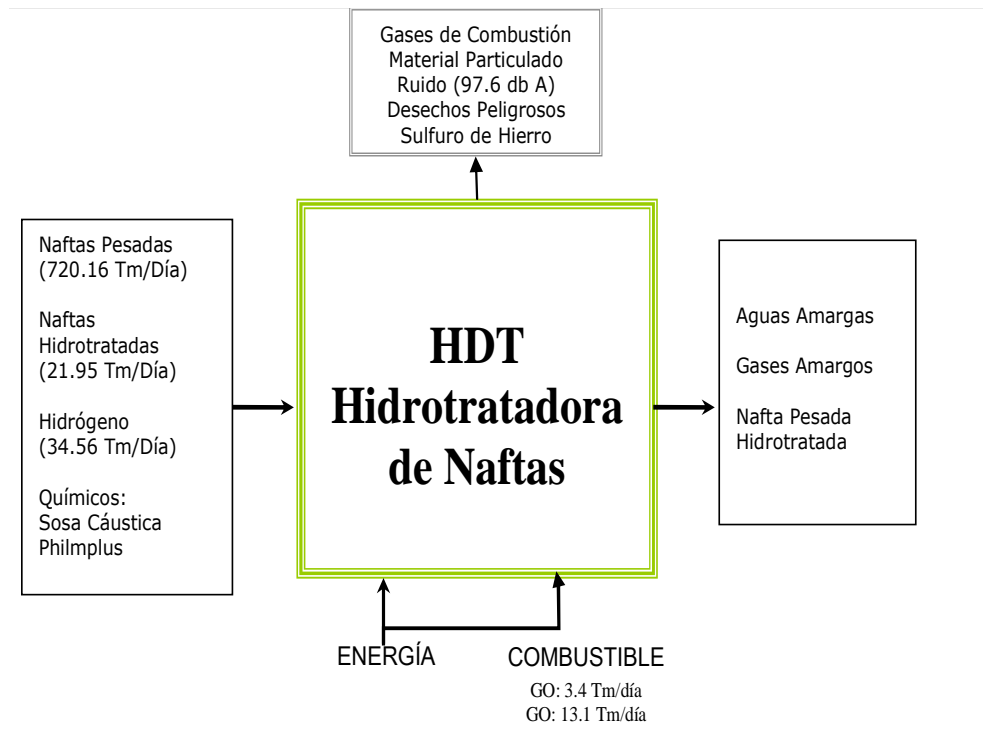 Gases de Combustión
Material Particulado
Ruido (97.6 db A)
Desechos Peligrosos
Sulfuro de Hierro
Naftas Pesadas
(720.16 Tm/Día)
Naftas
Hidrotratadas
(21.95 Tm/Día)
Hidrógeno
(34.56 Tm/Día)
Químicos:
Sosa Cáustica
Philmplus
HDT
Hidrotratadora
de Naftas
Aguas Amargas
Gases Amargos
Nafta Pesada
Hidrotratada
ENERGÍA
COMBUSTIBLE
GO: 3.4 Tm/día
GO: 13.1 Tm/día